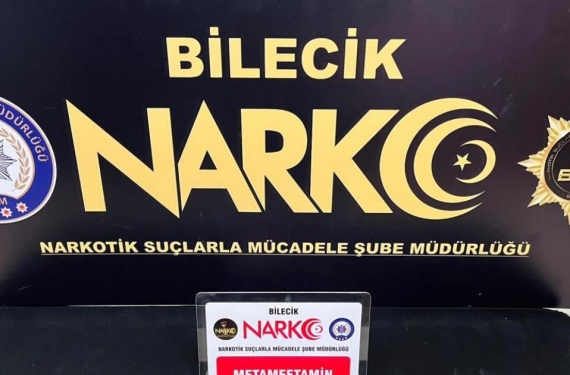 BİLECİK
NARKO
NARKOTİK SUÇLARLA MÜCADELE ŞUBE MÜDÜRLÜĞÜ
BİLECİK
NARKO
NARKOTİK SUÇLARLA MÜCADELE ŞUBE MÜDÜRLÜĞÜ
METAMFETAMİN